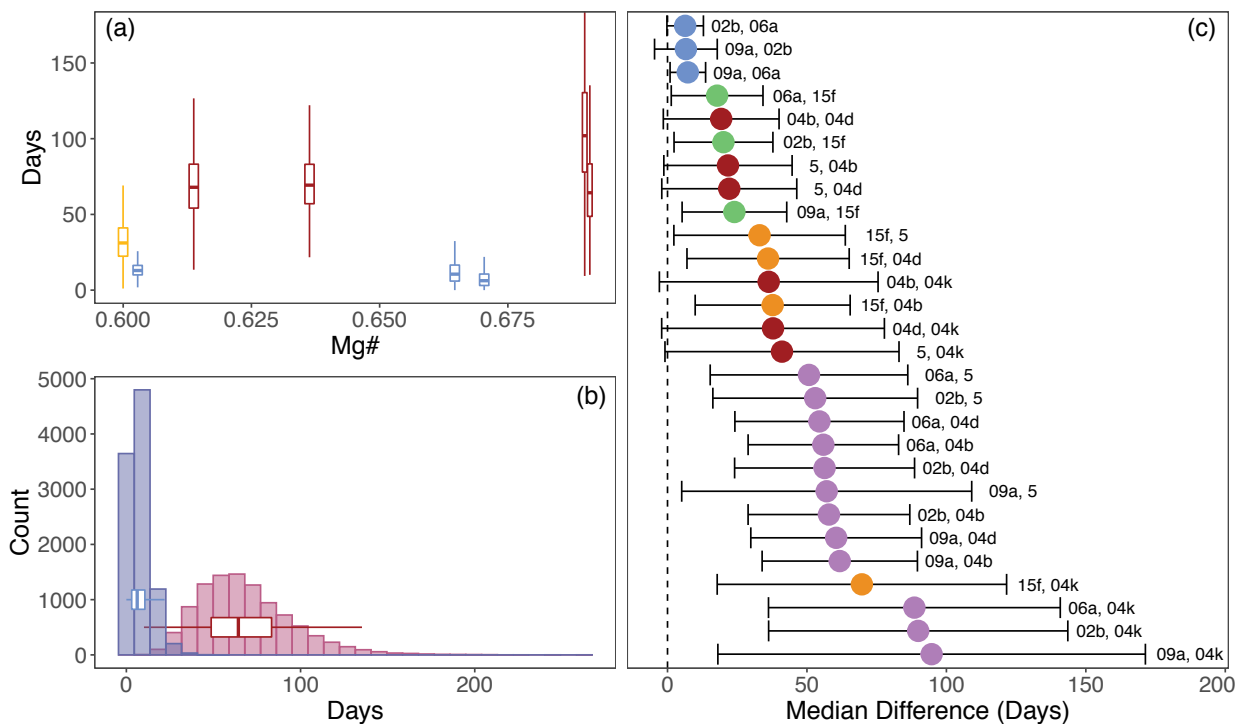 (a)
Days
150
100
50
0
0.600
0.625
0.650
0.675
Mg#
(b)
Count
5000
4000
3000
2000
1000
0
0
100
200
Days
(c)
02b, 06a
09a, 02b
09a, 06a
06a, 15f
04b, 04d
02b, 15f
5, 04b
5, 04d
09a, 15f
15f, 5
15f, 04d
04b, 04k
15f, 04b
04d, 04k
5, 04k
06a, 5
02b, 5
06a, 04d
06a, 04b
02b, 04d
09a, 5
02b, 04b
09a, 04d
09a, 04b
15f, 04k
06a, 04k
02b, 04k
09a, 04k
0
50
100
150
200
Median Difference (Days)